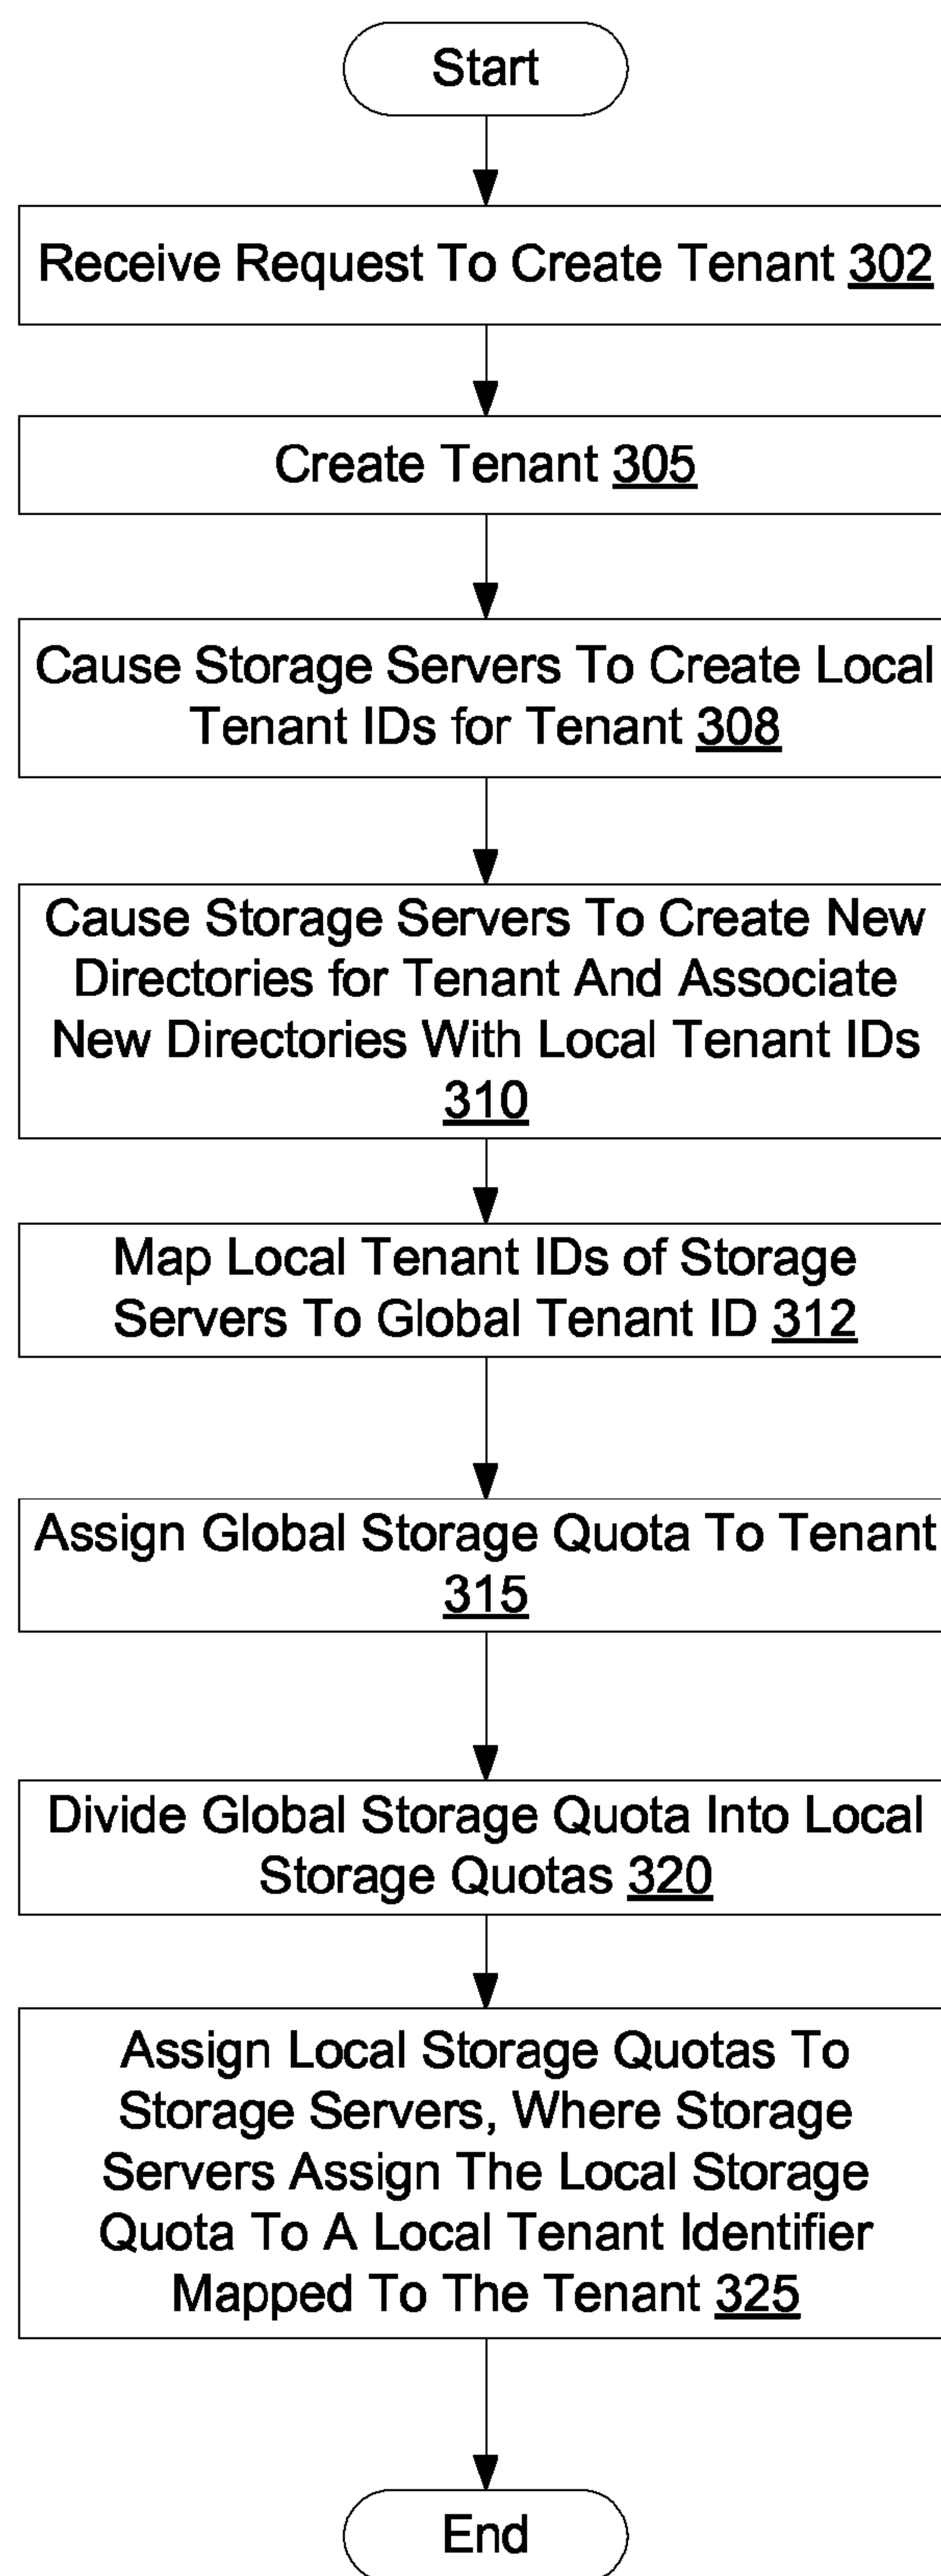 Start
Receive Request To Create Tenant 302
Create Tenant 305
Cause Storage Servers To Create Local
Tenant IDs for Tenant 308
Cause Storage Servers To Create New
Directories for Tenant And Associate
New Directories With Local Tenant IDs
310
Map Local Tenant IDs of Storage
Servers To Global Tenant ID 312
Assign Global Storage Quota To Tenant
315
Divide Global Storage Quota Into Local
Storage Quotas 320
Assign Local Storage Quotas To
Storage Servers, Where Storage
Servers Assign The Local Storage
Quota To A Local Tenant Identifier
Mapped To The Tenant 325
End